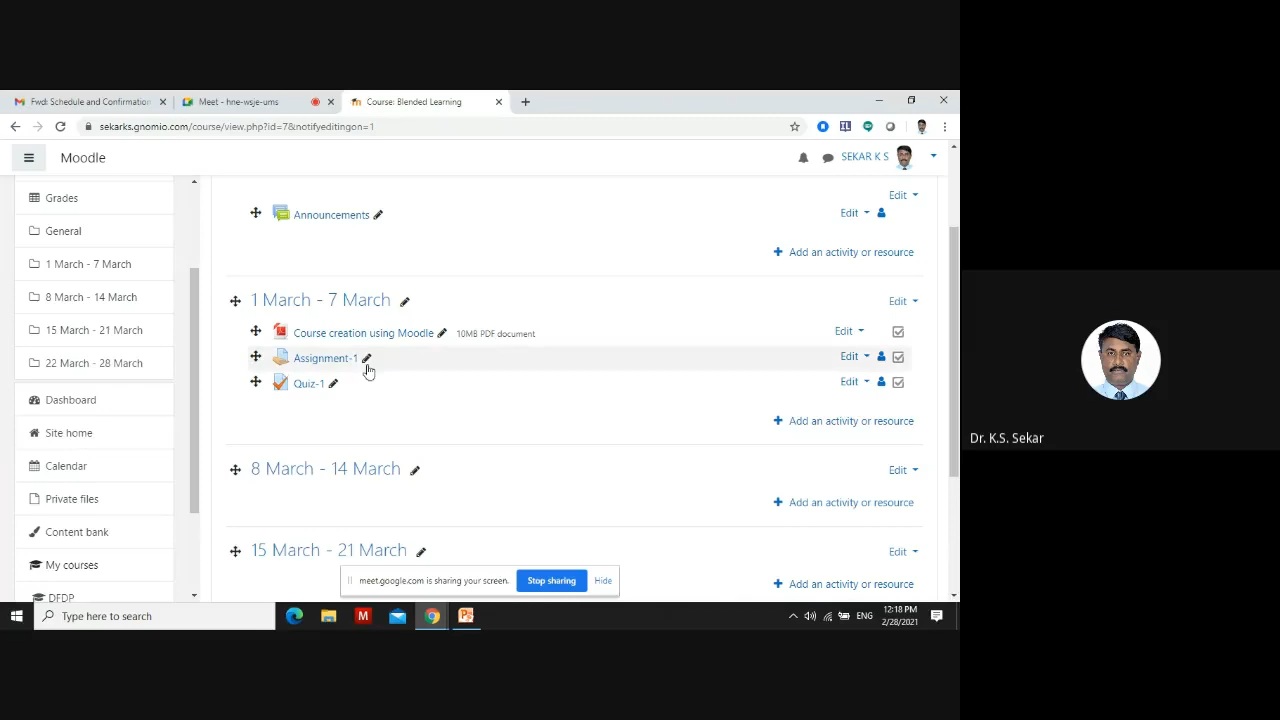 Fwd: Schedule and Confirmation
Meet - hne-wsje-ums
Course: Blended Learning
sekarks.gnomio.com/course/view.php?id=7&notifyeditingon=1
Moodle
SEKAR K S
Grades
General
1 March - 7 March
8 March - 14 March
15 March - 21 March
22 March - 28 March
Dashboard
Site home
Calendar
Private files
Content bank
My courses
DFDP
Edit
Announcements
Edit
Add an activity or resource
1 March - 7 March
Edit
Course creation using Moodle
10MB PDF document
Edit
Assignment-1
Edit
Quiz-1
Edit
Add an activity or resource
8 March - 14 March
Edit
Add an activity or resource
15 March - 21 March
Edit
Add an activity or resource
meet.google.com is sharing your screen.
Stop sharing
Hide
Type here to search
ENG
12:18 PM
2/28/2021
Dr. K.S. Sekar